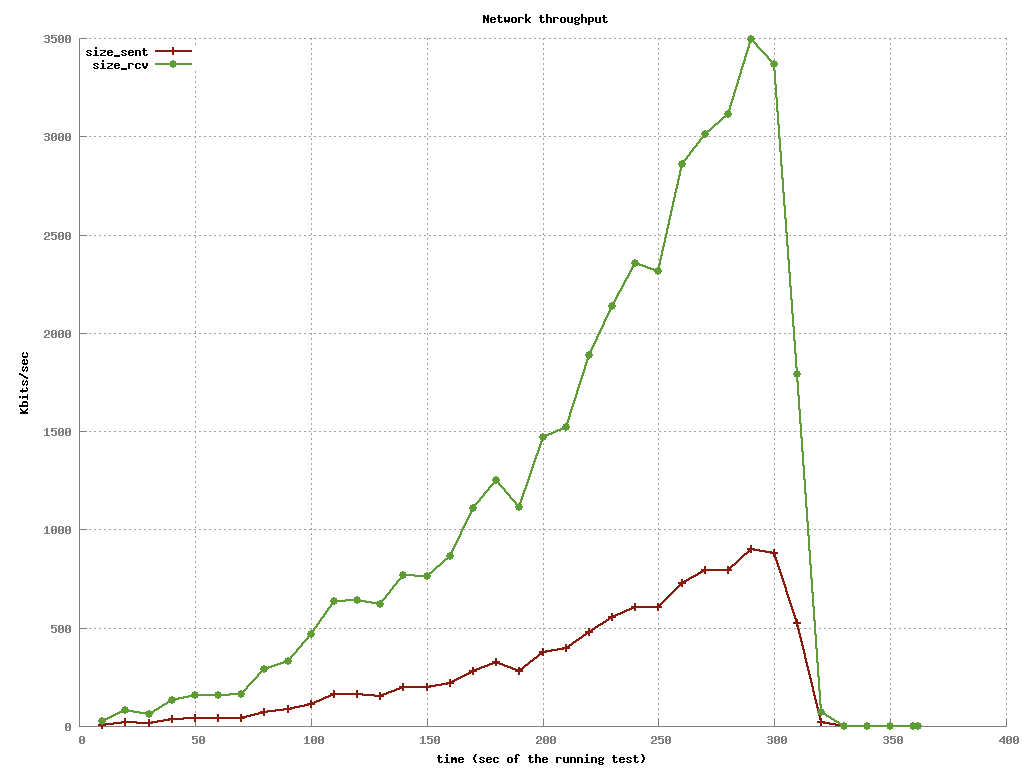 Network throughput
size_sent
size_rcv
3500
3000
2500
2000
1500
1000
500
0
Kbits/sec
0 50 100 150 200 250 300 350 400
time (sec of the running test)